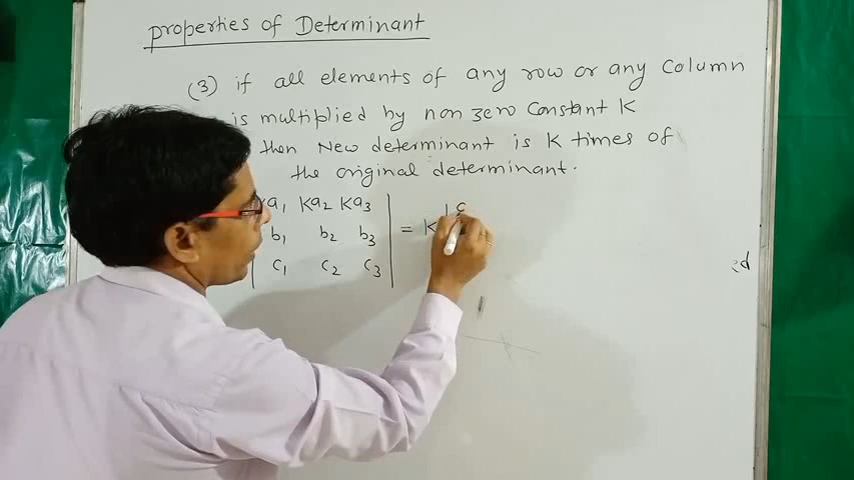 properties of Determinant
(3) if all elements of any row or any column
is multiplied by non zero constant K
then New determinant is K times of
the original determinant.
Ka1 Ka2 Ka3
b1 b2 b3 = K
c1 c2 c3